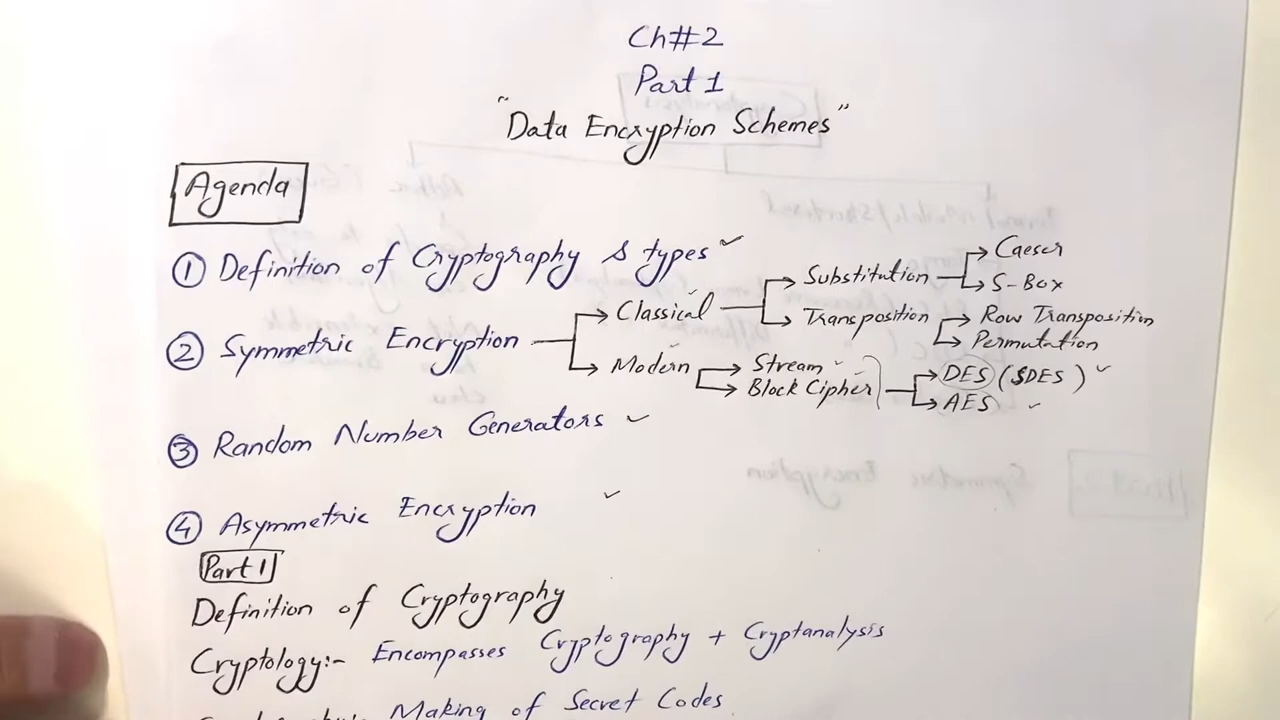 Ch#2
Part 1
"Data Encryption Schemes"
Agenda
① Definition of Cryptography & types ✓
② Symmetric Encryption
Classical
Substitution
Caeser
S-Box
Transposition
Row Transposition
Permutation
Modern
Stream
Block Cipher
DES (SDES) ✓
AES ✓
③ Random Number Generators ✓
④ Asymmetric Encryption ✓
Part 1
Definition of Cryptography
Cryptology:- Encompasses Cryptography + Cryptanalysis
Making of Secret Codes